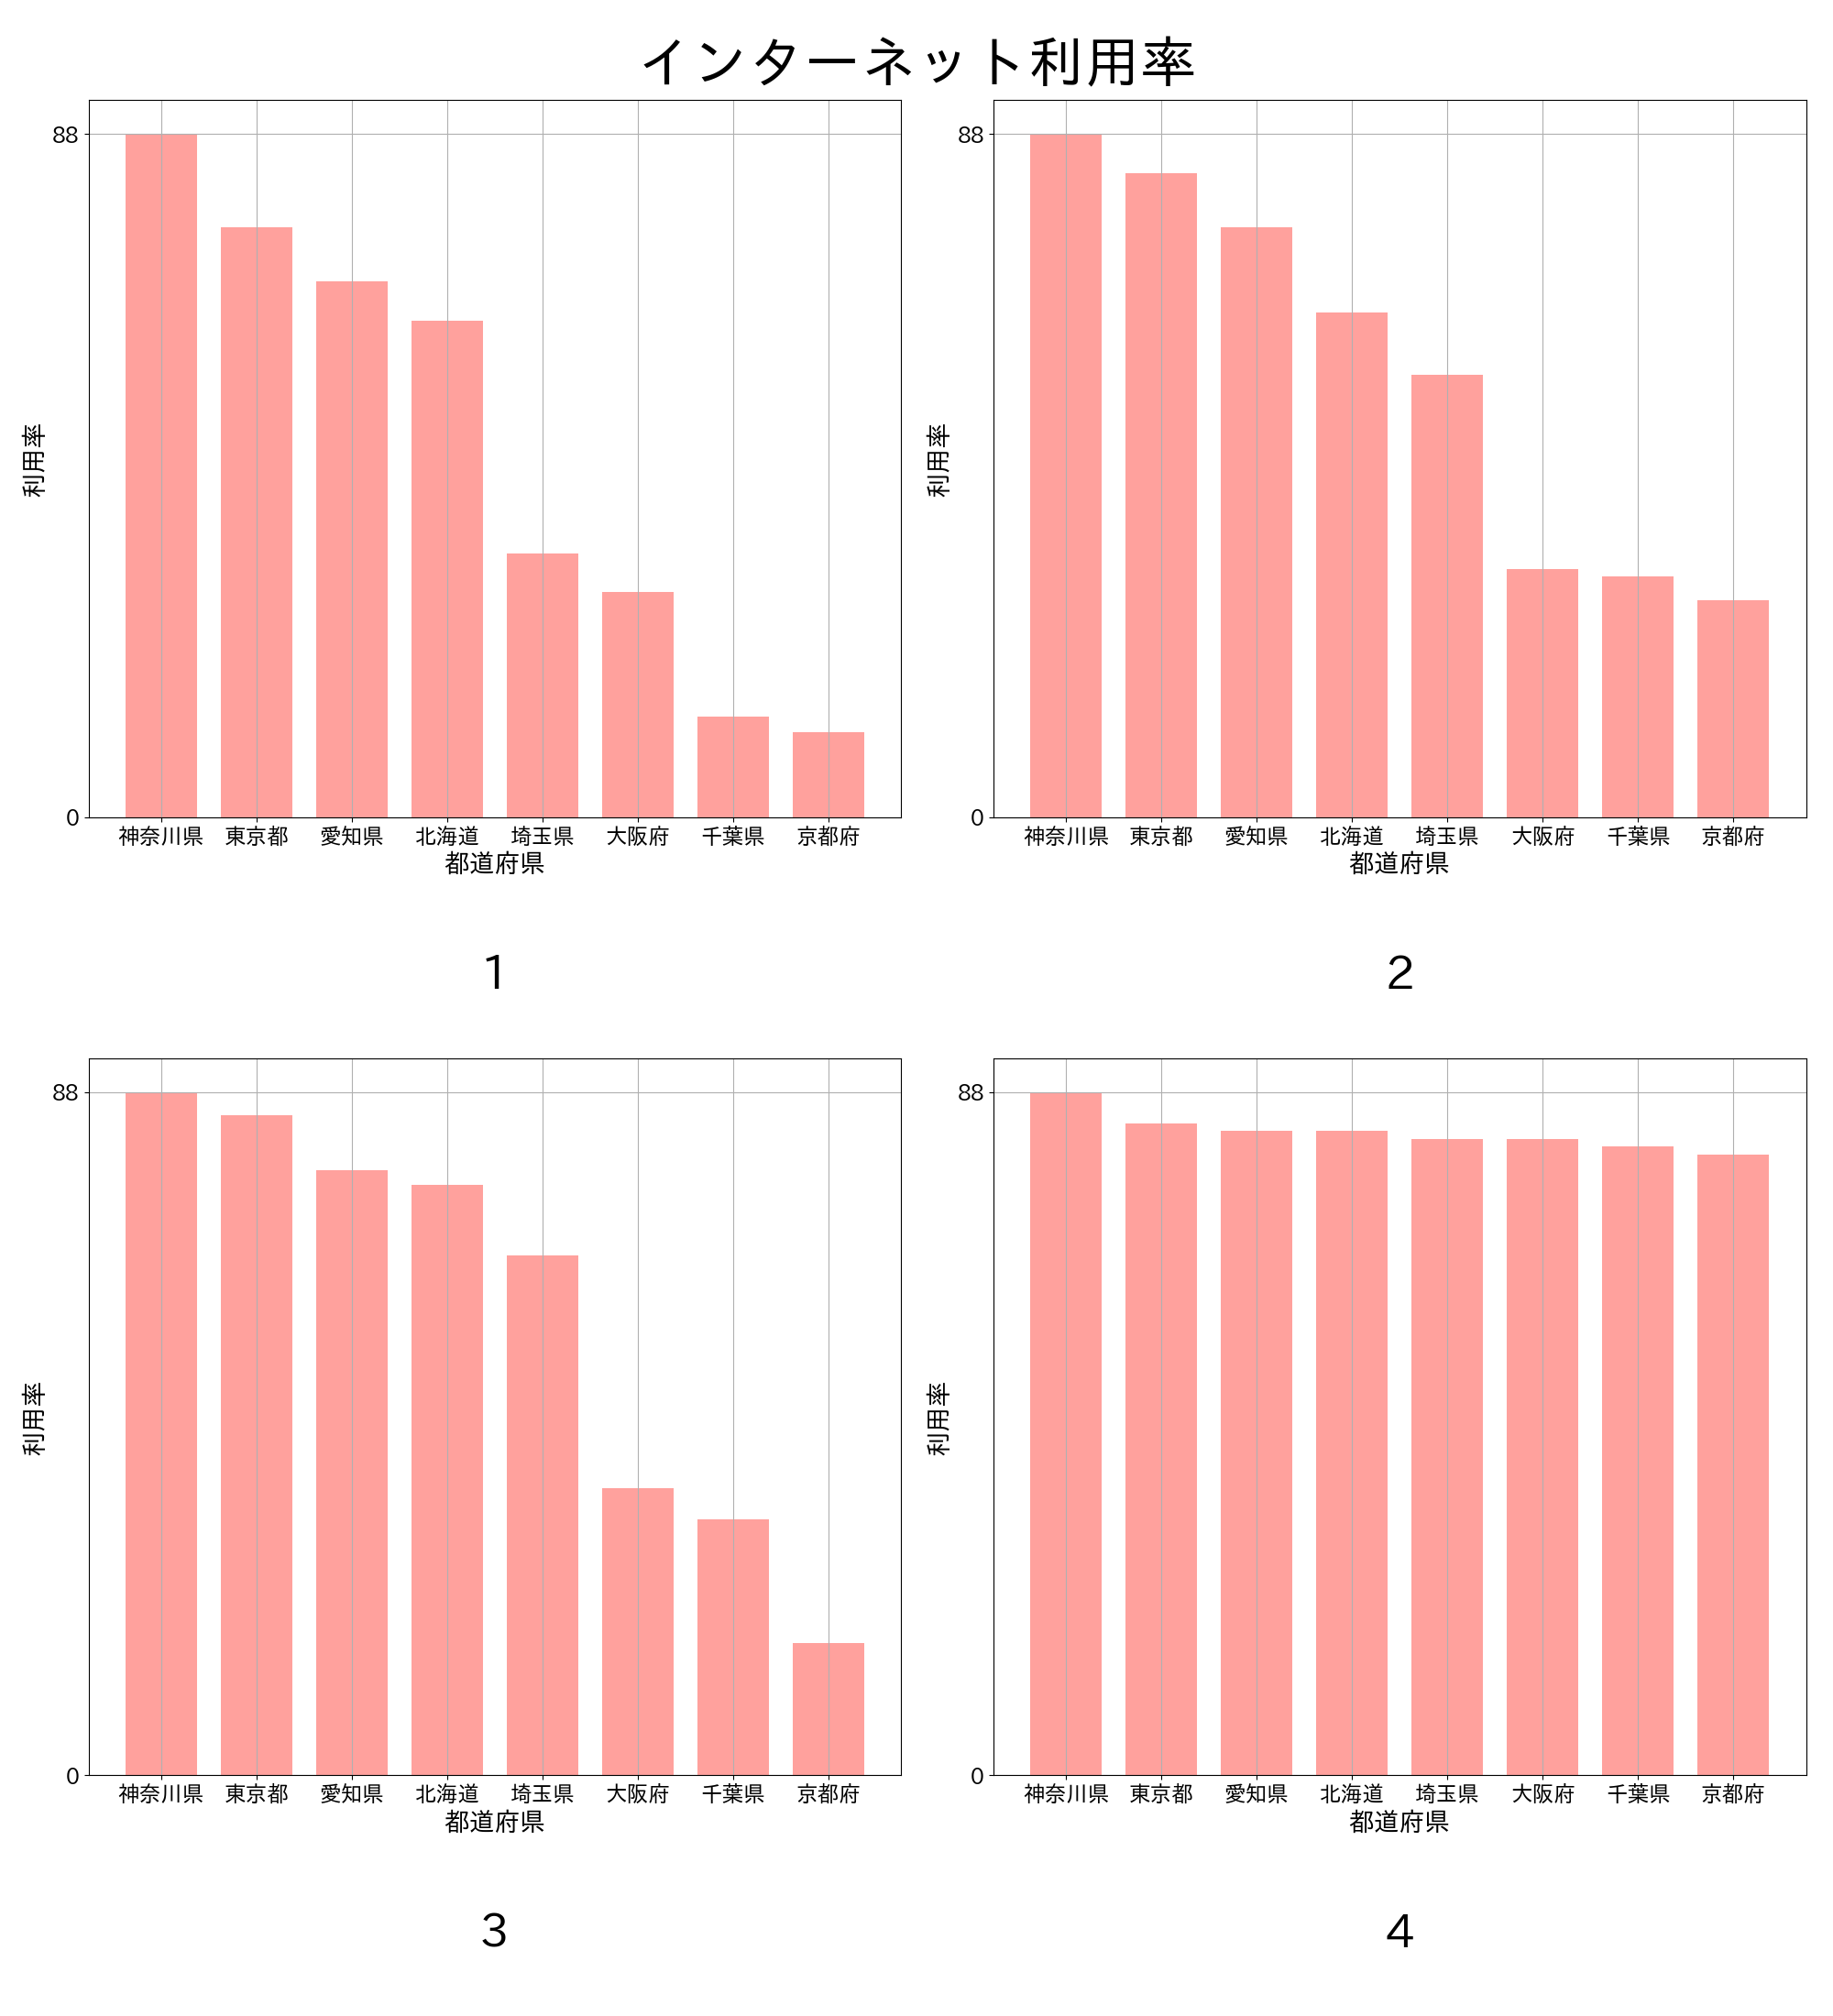 インターネット利用率
88
0
利用率
神奈川県 東京都 愛知県 北海道 埼玉県 大阪府 千葉県 京都府
都道府県
1
88
0
利用率
神奈川県 東京都 愛知県 北海道 埼玉県 大阪府 千葉県 京都府
都道府県
2
88
0
利用率
神奈川県 東京都 愛知県 北海道 埼玉県 大阪府 千葉県 京都府
都道府県
3
88
0
利用率
神奈川県 東京都 愛知県 北海道 埼玉県 大阪府 千葉県 京都府
都道府県
4